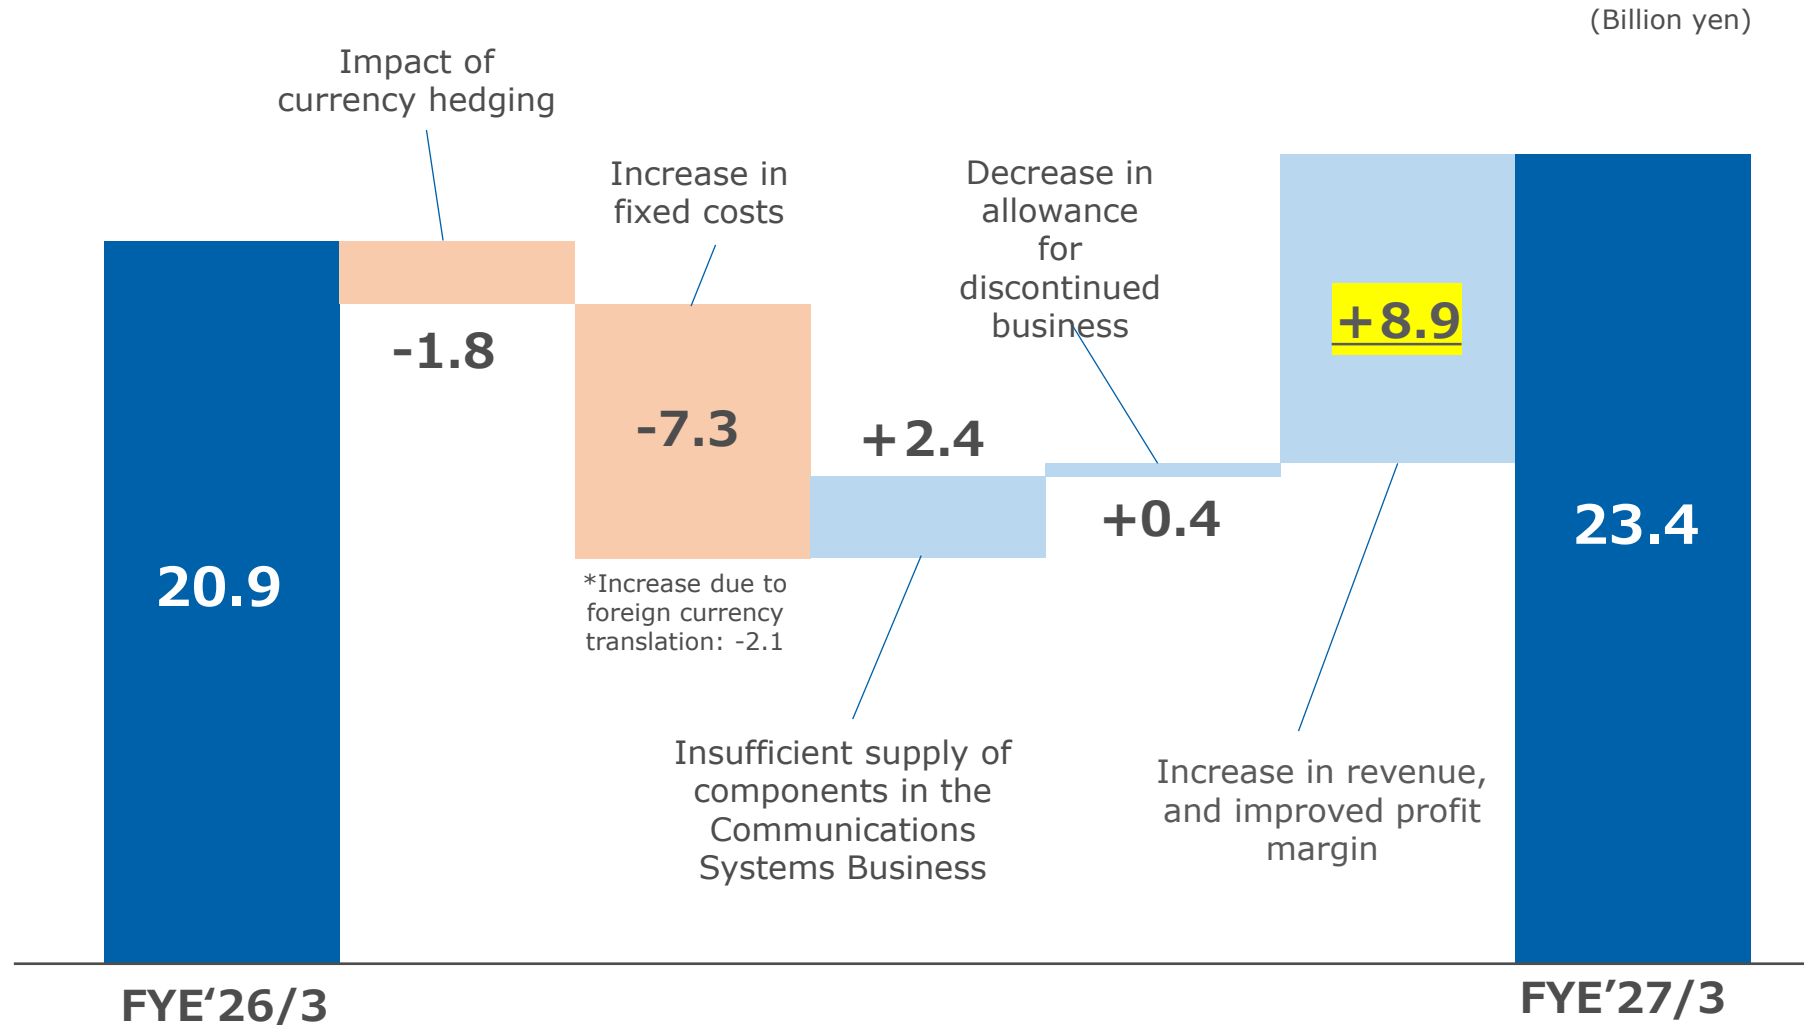 (Billion yen)
Impact of
currency hedging
-1.8
Increase in
fixed costs
-7.3
*Increase due to
foreign currency
translation: -2.1
+2.4
Insufficient supply of
components in the
Communications
Systems Business
Decrease in
allowance
for
discontinued
business
+0.4
+8.9
Increase in revenue,
and improved profit
margin
20.9
23.4
FYE‘26/3
FYE’27/3